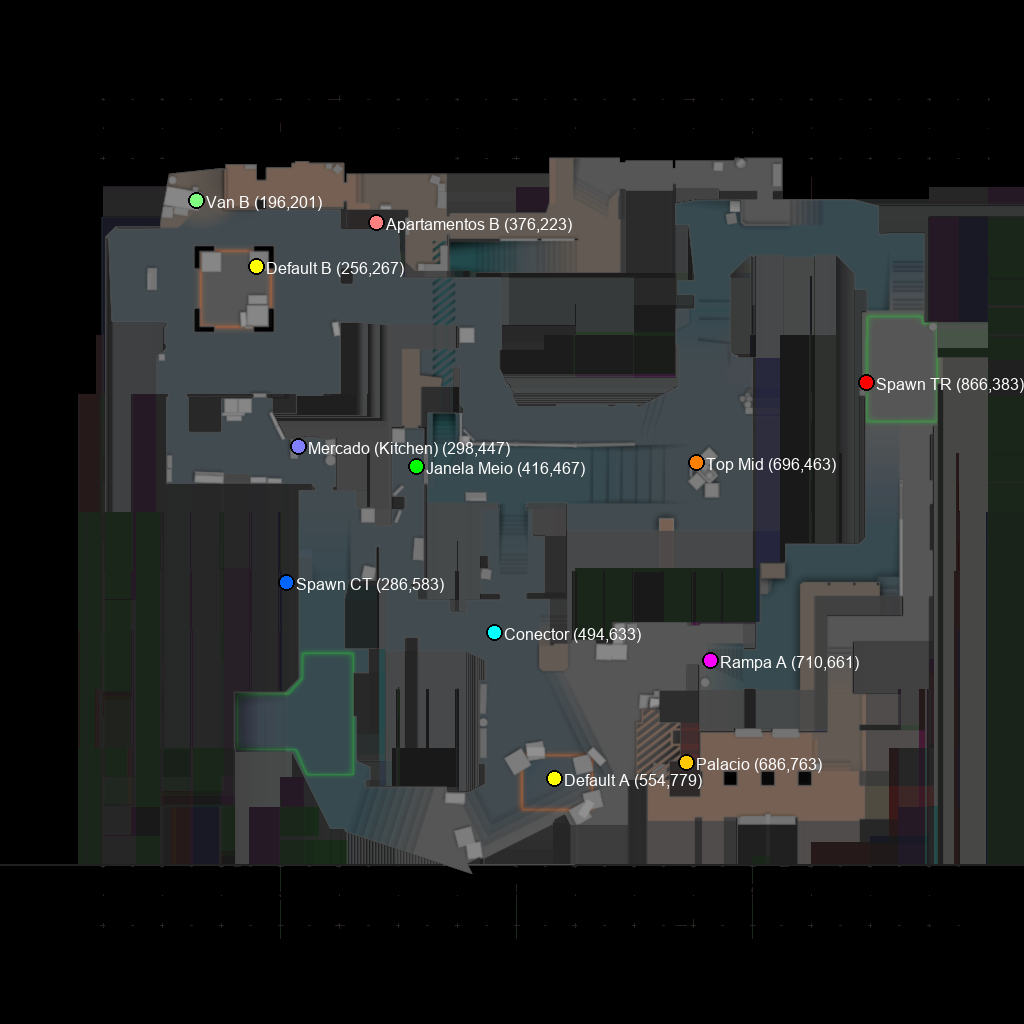 Van B (196,201)
Apartamentos B (376,223)
Default B (256,267)
Spawn TR (866,383)
Mercado (Kitchen) (298,447)
Janela Meio (416,467)
Top Mid (696,463)
Spawn CT (286,583)
Conector (494,633)
Rampa A (710,661)
Palacio (686,763)
Default A (554,779)